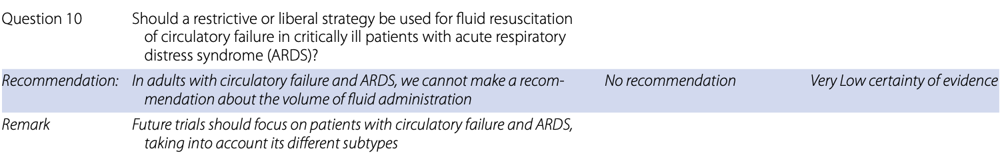 Question 10 Should a restrictive or liberal strategy be used for fluid resuscitation
of circulatory failure in critically ill patients with acute respiratory
distress syndrome (ARDS)?
Recommendation: In adults with circulatory failure and ARDS, we cannot make a recom- No recommendation Very Low certainty of evidence
mendation about the volume of fluid administration
Remark Future trials should focus on patients with circulatory failure and ARDS,
taking into account its different subtypes